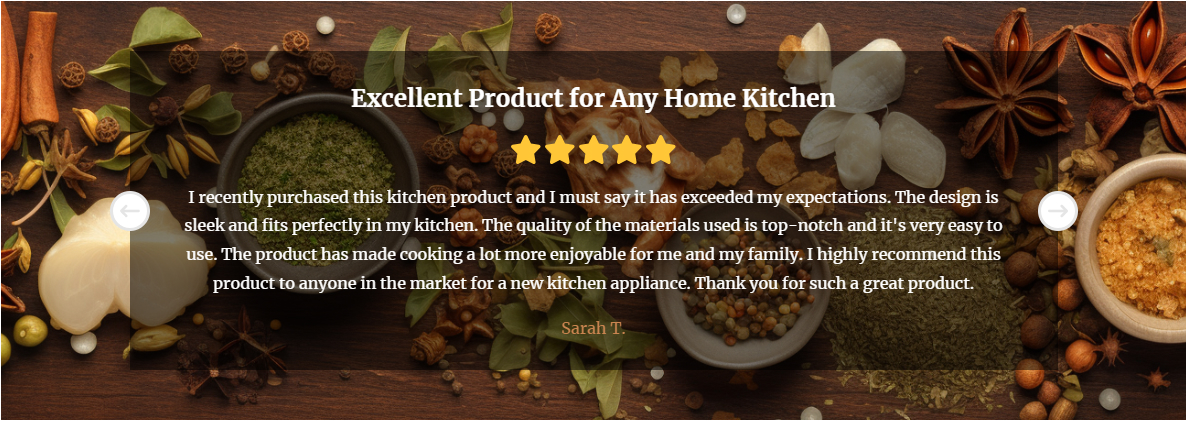 Excellent Product for Any Home Kitchen
I recently purchased this kitchen product and I must say it has exceeded my expectations. The design is
sleek and fits perfectly in my kitchen. The quality of the materials used is top-notch and it's very easy to
use. The product has made cooking a lot more enjoyable for me and my family. I highly recommend this
product to anyone in the market for a new kitchen appliance. Thank you for such a great product.
Sarah T.